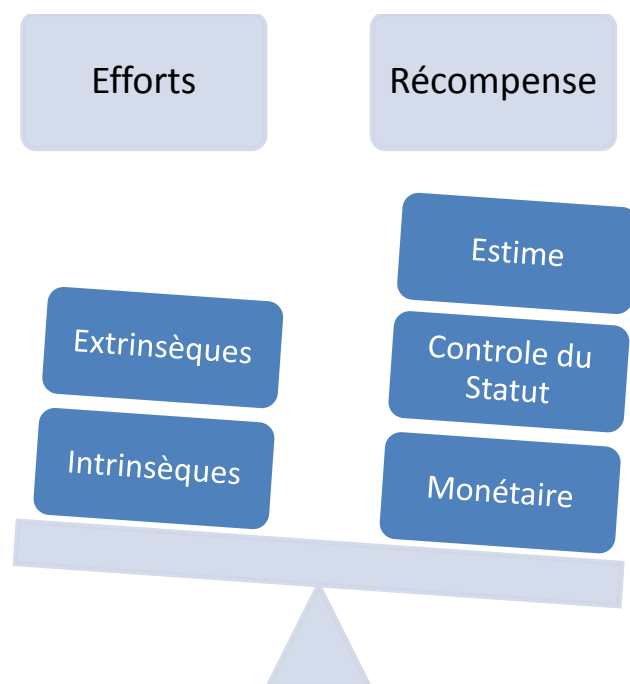 Efforts
Récompense
Estime
Extrinsèques
Controle du
Statut
Intrinsèques
Monétaire